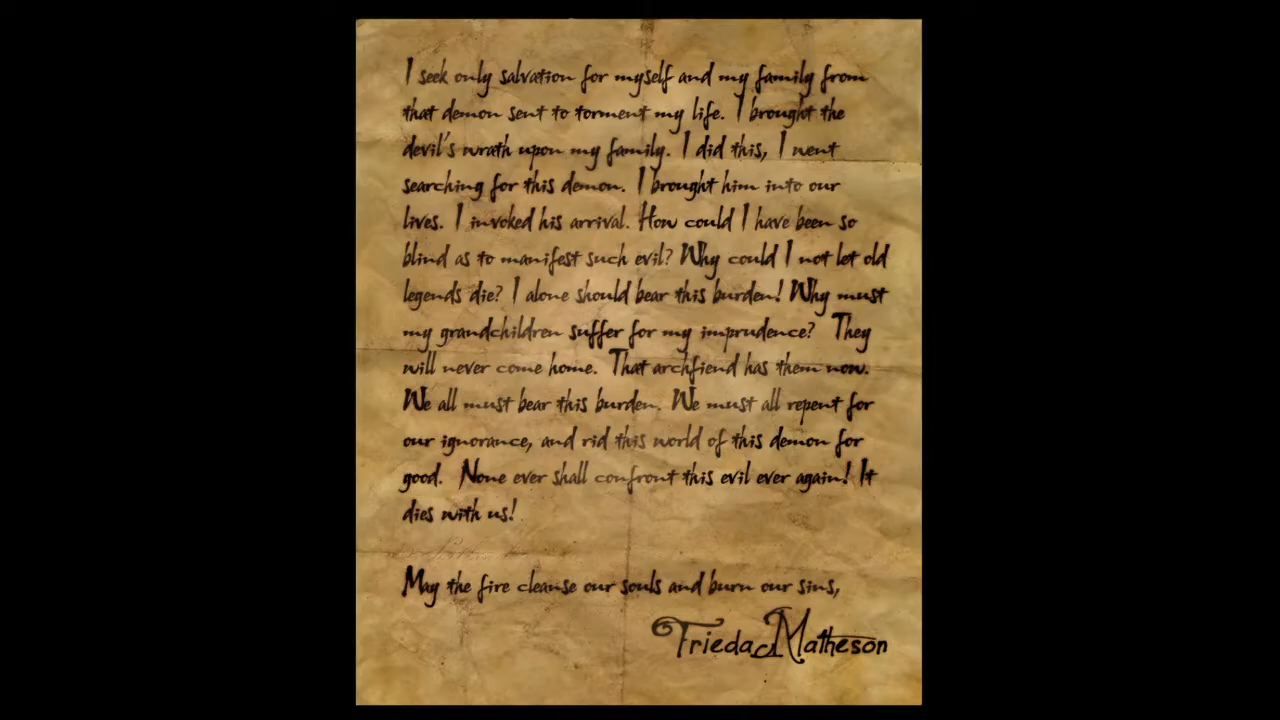 I seek only salvation for myself and my family from
that demon sent to torment my life. I brought the
devil's wrath upon my family. I did this, I went
searching for this demon. I brought him into our
lives. I invoked his arrival. How could I have been so
blind as to manifest such evil? Why could I not let old
legends die? I alone should bear this burden! Why must
my grandchildren suffer for my imprudence? They
will never come home. That archfiend has them now.
We all must bear this burden. We must all repent for
our ignorance, and rid this world of this demon for
good. None ever shall confront this evil ever again! It
dies with us!
May the fire cleanse our souls and burn our sins,
Frieda Matheson